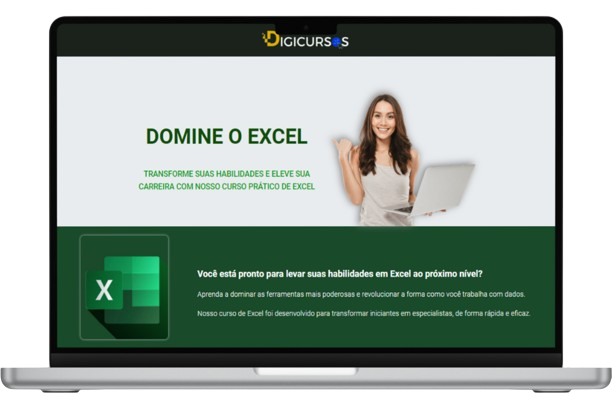 DIGICURSOS
DOMINE O EXCEL
TRANSFORME SUAS HABILIDADES E ELEVE SUA
CARREIRA COM NOSSO CURSO PRÁTICO DE EXCEL
X
Você está pronto para levar suas habilidades em Excel ao próximo nível?
Aprenda a dominar as ferramentas mais poderosas e revolucionar a forma como você trabalha com dados.
Nosso curso de Excel foi desenvolvido para transformar iniciantes em especialistas, de forma rápida e eficaz.